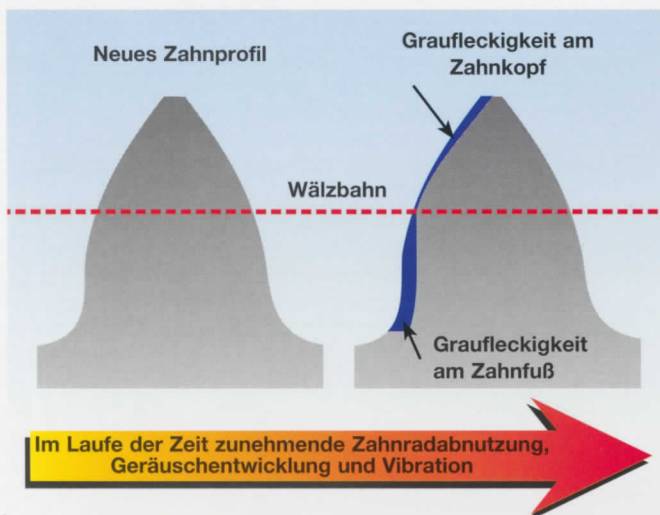 Neues Zahnprofil
Graufleckigkeit am
Zahnkopf
Wälzbahn
Graufleckigkeit
am Zahnfuß
Im Laufe der Zeit zunehmende Zahnradabnutzung,
Geräuschentwicklung und Vibration